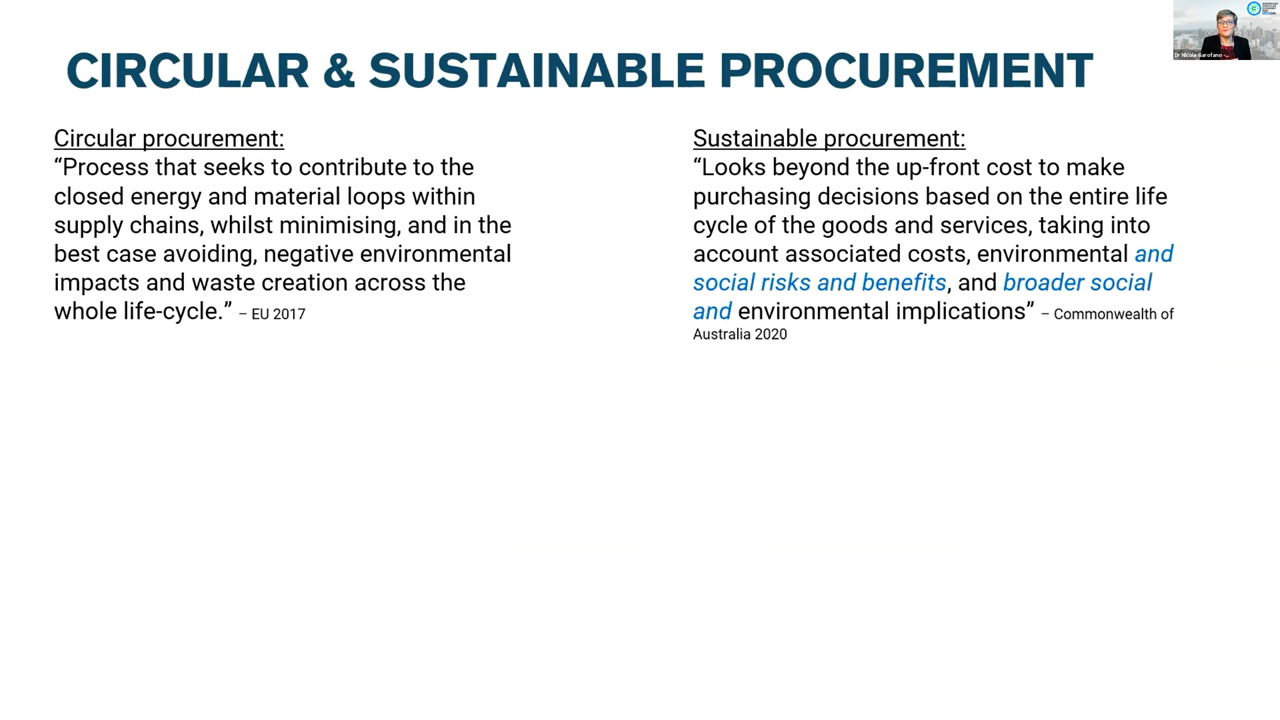 CIRCULAR & SUSTAINABLE PROCUREMENT
Circular procurement:
“Process that seeks to contribute to the
closed energy and material loops within
supply chains, whilst minimising, and in the
best case avoiding, negative environmental
impacts and waste creation across the
whole life-cycle.” – EU 2017
Sustainable procurement:
“Looks beyond the up-front cost to make
purchasing decisions based on the entire life
cycle of the goods and services, taking into
account associated costs, environmental and
social risks and benefits, and broader social
and environmental implications” – Commonwealth of
Australia 2020
Dr Nicole Garofano -...